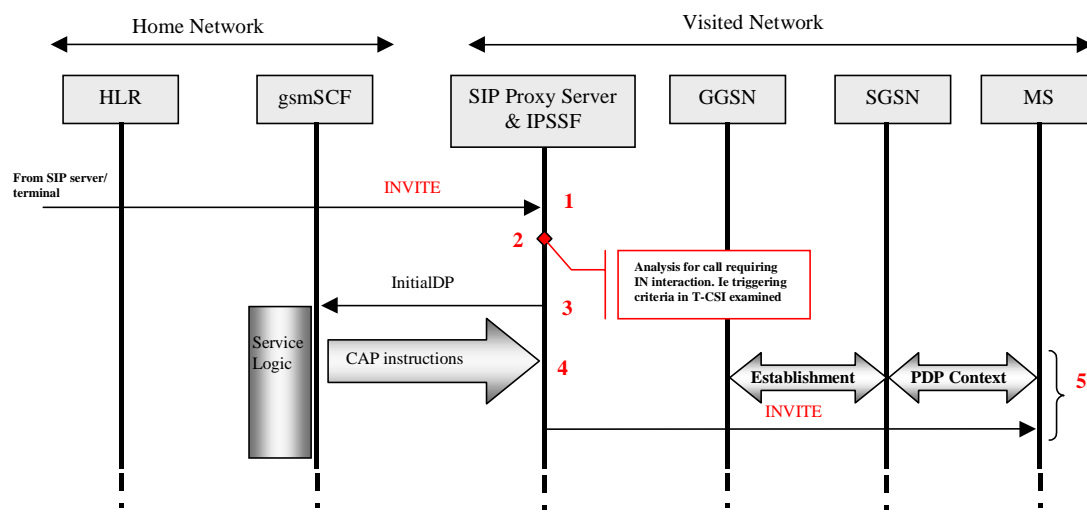 Home Network
Visited Network
HLR
gsmSCF
SIP Proxy Server
& IPSSF
GGSN
SGSN
MS
From SIP server/
terminal
INVITE
1
2
Analysis for call requiring
IN interaction. Ie triggering
criteria in T-CSI examined
InitialDP
3
Service
Logic
CAP instructions
4
Establishment
PDP Context
5
INVITE